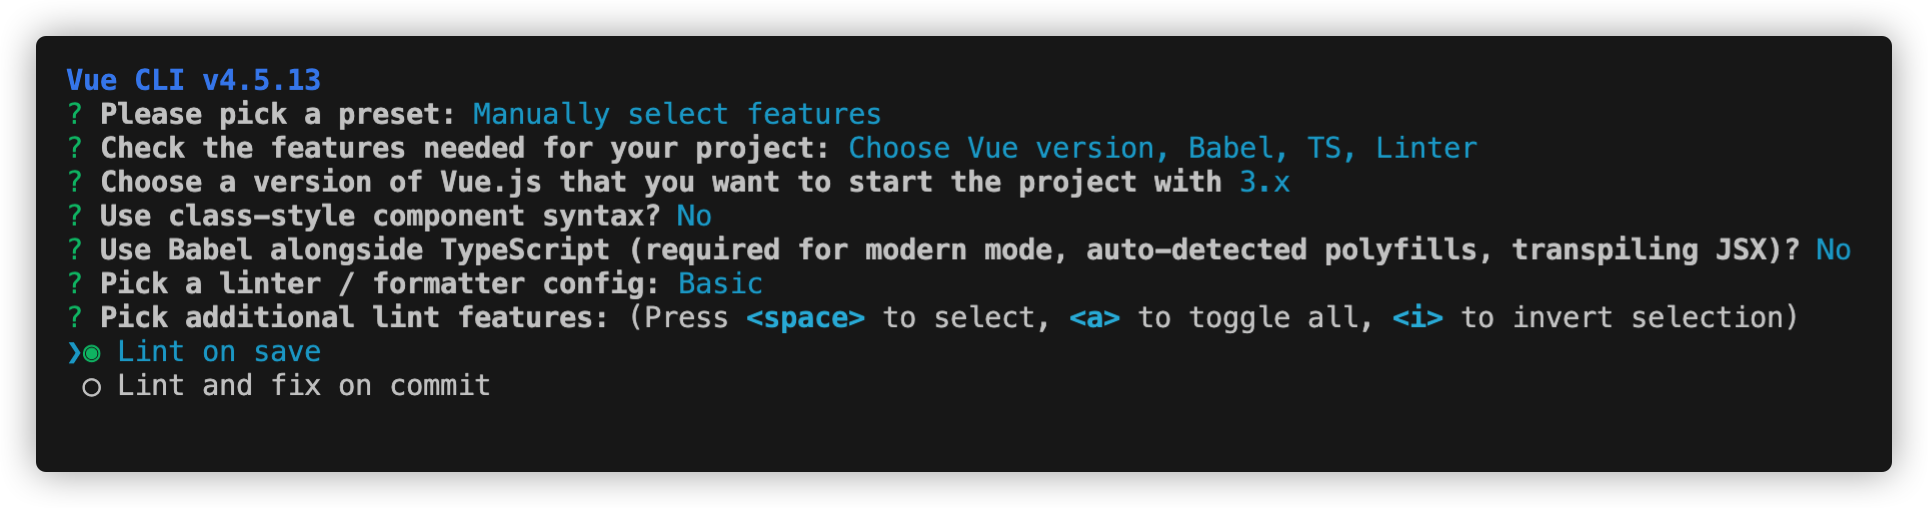 Vue CLI v4.5.13
? Please pick a preset: Manually select features
? Check the features needed for your project: Choose Vue version, Babel, TS, Linter
? Choose a version of Vue.js that you want to start the project with 3.x
? Use class-style component syntax? No
? Use Babel alongside TypeScript (required for modern mode, auto-detected polyfills, transpiling JSX)? No
? Pick a linter / formatter config: Basic
? Pick additional lint features: (Press <space> to select, <a> to toggle all, <i> to invert selection)
❯◉ Lint on save
◯ Lint and fix on commit